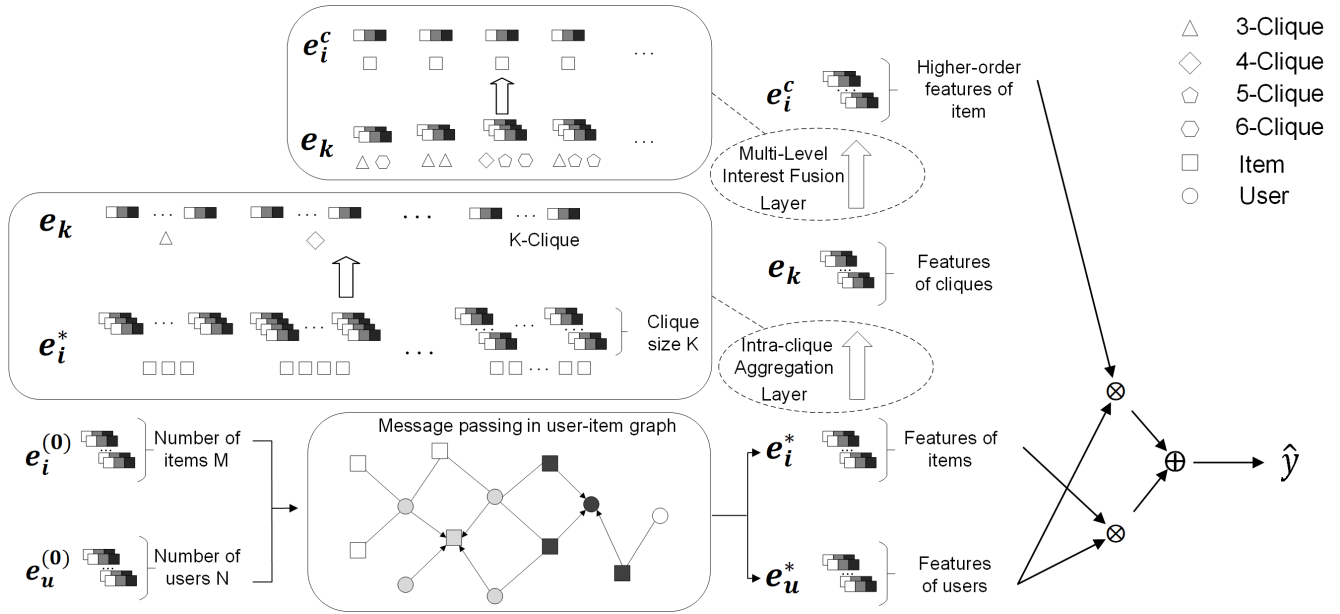 e_i^c
...
e_k
...
3-Clique
4-Clique
5-Clique
6-Clique
Item
User
e_i^c
...
Higher-order
features of
item
Multi-Level
Interest Fusion
Layer
e_k
... ... ... ...
K-Clique
e_i^*
... ... ... ...
...
Clique
size K
e_k
...
Features
of cliques
Intra-clique
Aggregation
Layer
e_i^{(0)}
...
Number of
items M
e_u^{(0)}
...
Number of
users N
Message passing in user-item graph
e_i^*
...
Features of
items
e_u^*
...
Features
of users
⊗
⊗
⊕
ŷ